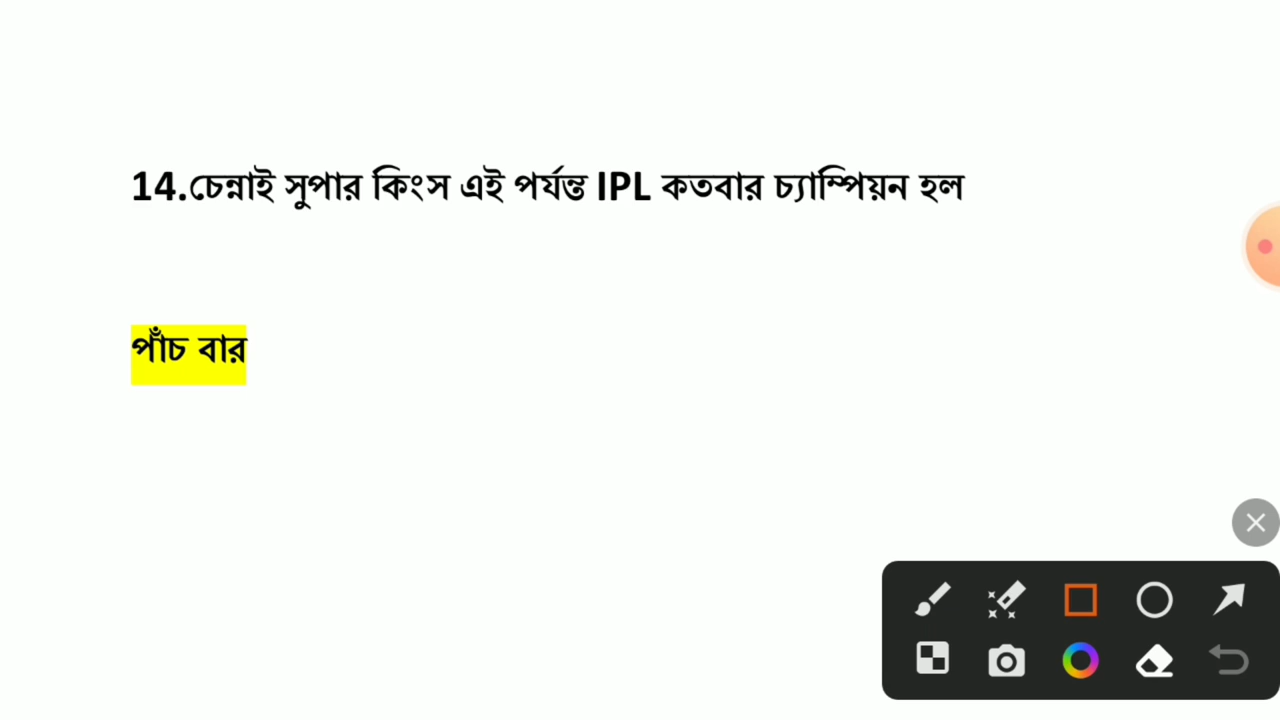 14.চেন্নাই সুপার কিংস এই পর্যন্ত IPL কতবার চ্যাম্পিয়ন হল
পাঁচ বার